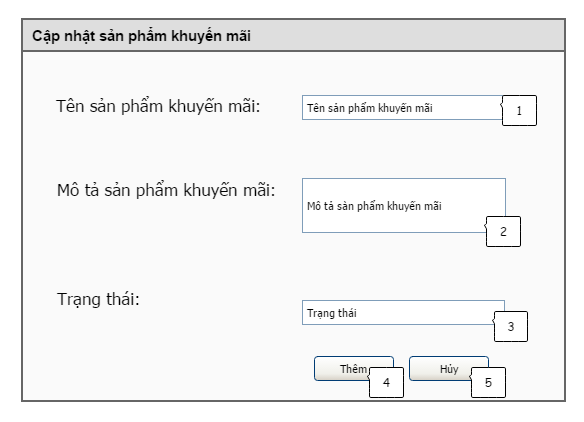 Cập nhật sản phẩm khuyến mãi
Tên sản phẩm khuyến mãi:
Tên sản phẩm khuyến mãi
1
Mô tả sản phẩm khuyến mãi:
Mô tả sản phẩm khuyến mãi
2
Trạng thái:
Trạng thái
3
Thêm
4
Hủy
5